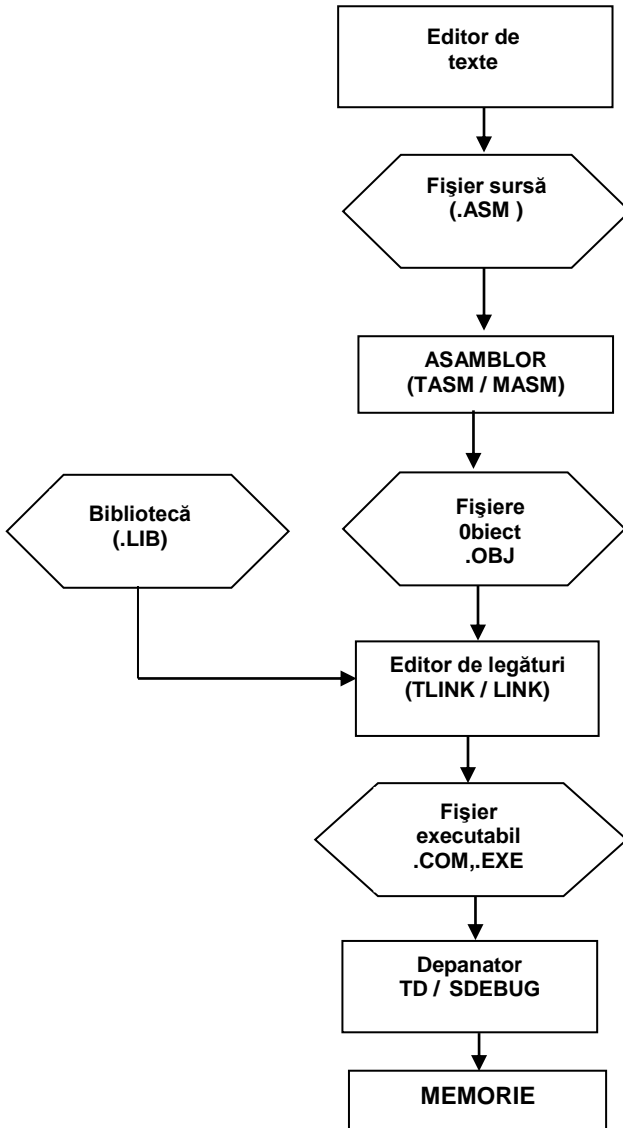 Editor de
texte
Fişier sursă
(.ASM )
ASAMBLOR
(TASM / MASM)
Bibliotecă
(.LIB)
Fişiere
0biect
.OBJ
Editor de legături
(TLINK / LINK)
Fişier
executabil
.COM,.EXE
Depanator
TD / SDEBUG
MEMORIE